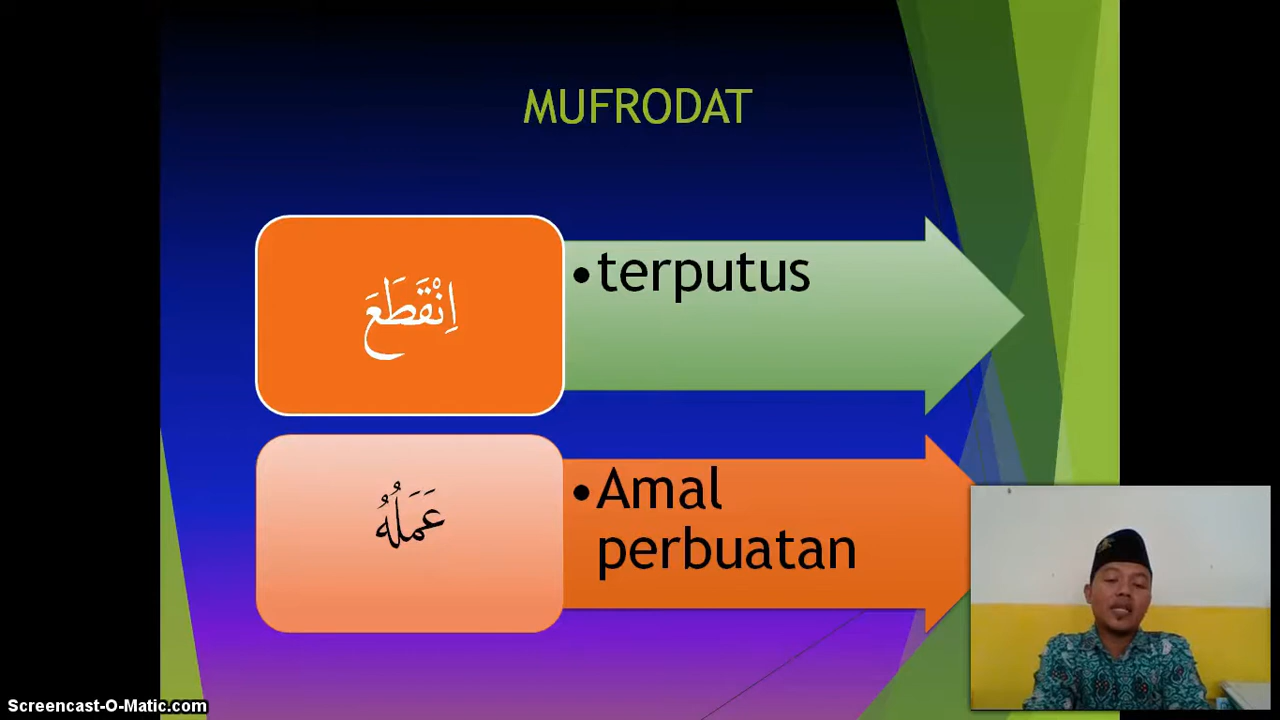 MUFRODAT
اِنْقَطَعَ
•terputus
عَمَلُهُ
•Amal
perbuatan
Screencast-O-Matic.com